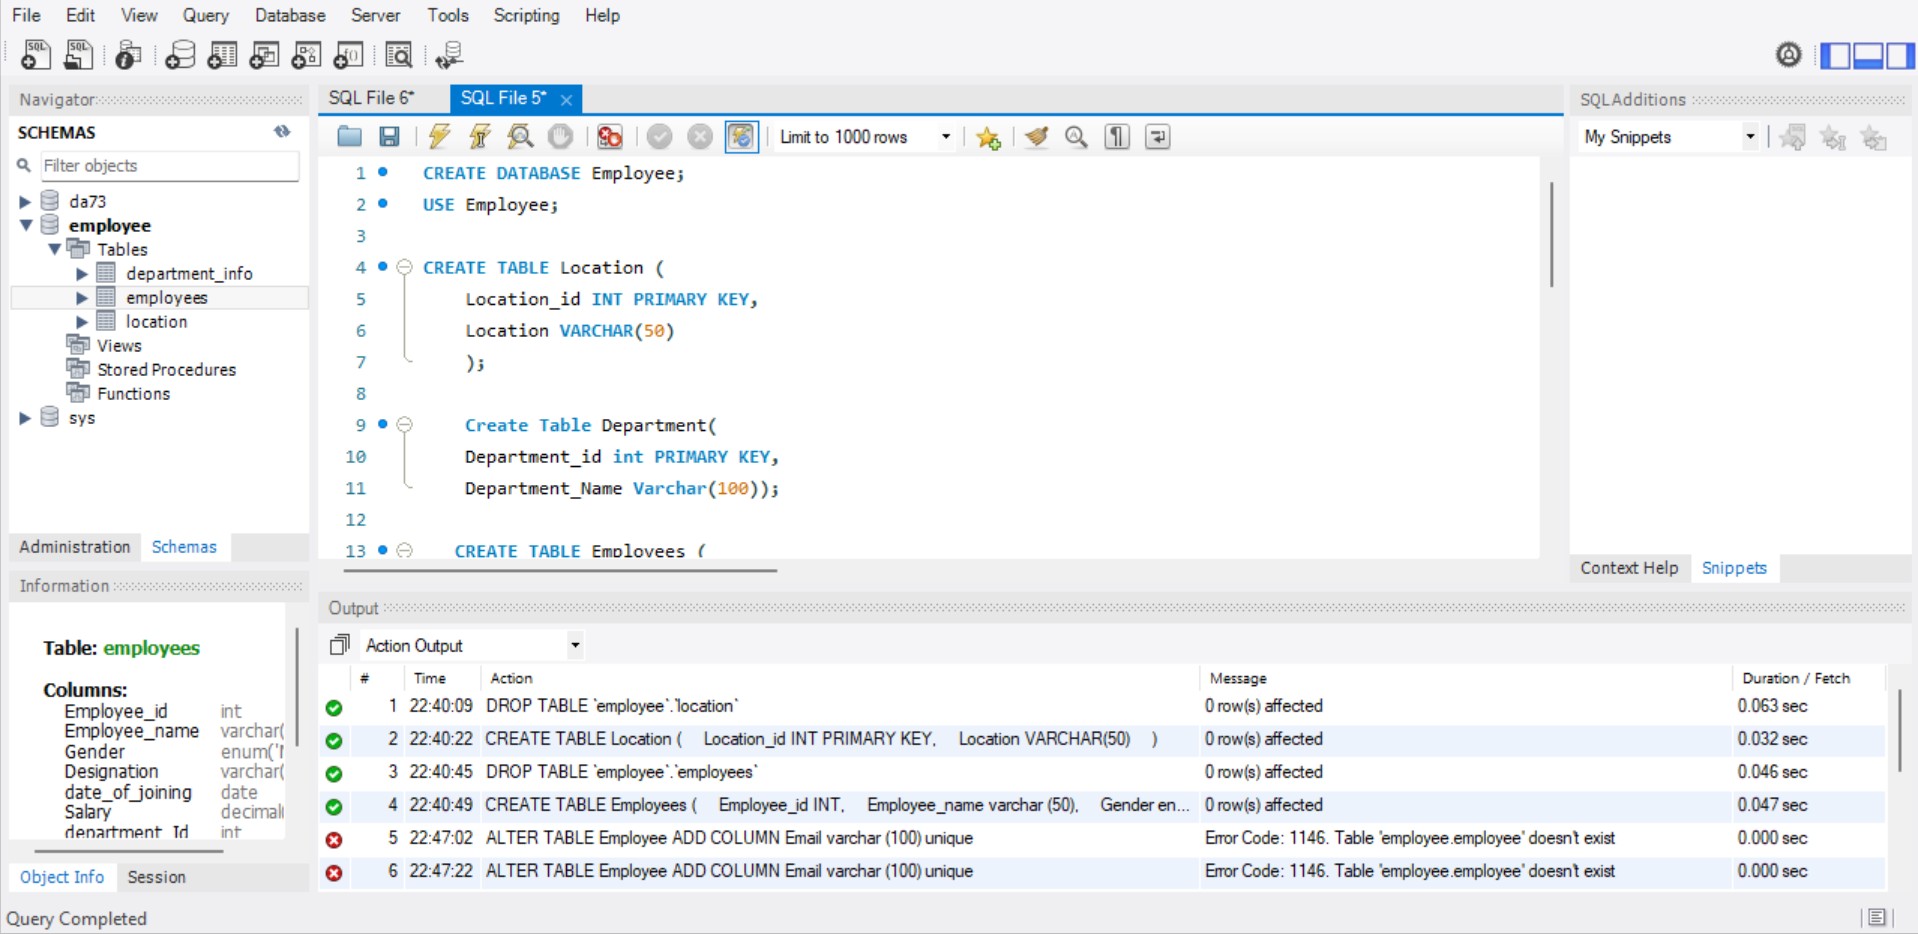 File Edit View Query Database Server Tools Scripting Help
Navigator
SCHEMAS
Filter objects
da73
employee
Tables
department_info
employees
location
Views
Stored Procedures
Functions
sys
Administration Schemas
Information
Table: employees
Columns:
Employee_id int
Employee_name varchar(
Gender enum('
Designation varchar(
date_of_joining date
Salary decimal
department_Id int
Object Info Session
Query Completed
SQL File 6* SQL File 5*
Limit to 1000 rows
1 CREATE DATABASE Employee;
2 USE Employee;
3
4 CREATE TABLE Location (
5 Location_id INT PRIMARY KEY,
6 Location VARCHAR(50)
7 );
8
9 Create Table Department(
10 Department_id int PRIMARY KEY,
11 Department_Name Varchar(100));
12
13 CREATE TABLE Employees (
SQLAdditions
My Snippets
Context Help Snippets
Output
Action Output
# Time Action Message Duration / Fetch
1 22:40:09 DROP TABLE `employee`.`location` 0 row(s) affected 0.063 sec
2 22:40:22 CREATE TABLE Location ( Location_id INT PRIMARY KEY, Location VARCHAR(50) ) 0 row(s) affected 0.032 sec
3 22:40:45 DROP TABLE `employee`.`employees` 0 row(s) affected 0.046 sec
4 22:40:49 CREATE TABLE Employees ( Employee_id INT, Employee_name varchar (50), Gender en... 0 row(s) affected 0.047 sec
5 22:47:02 ALTER TABLE Employee ADD COLUMN Email varchar (100) unique Error Code: 1146. Table 'employee.employee' doesn't exist 0.000 sec
6 22:47:22 ALTER TABLE Employee ADD COLUMN Email varchar (100) unique Error Code: 1146. Table 'employee.employee' doesn't exist 0.000 sec